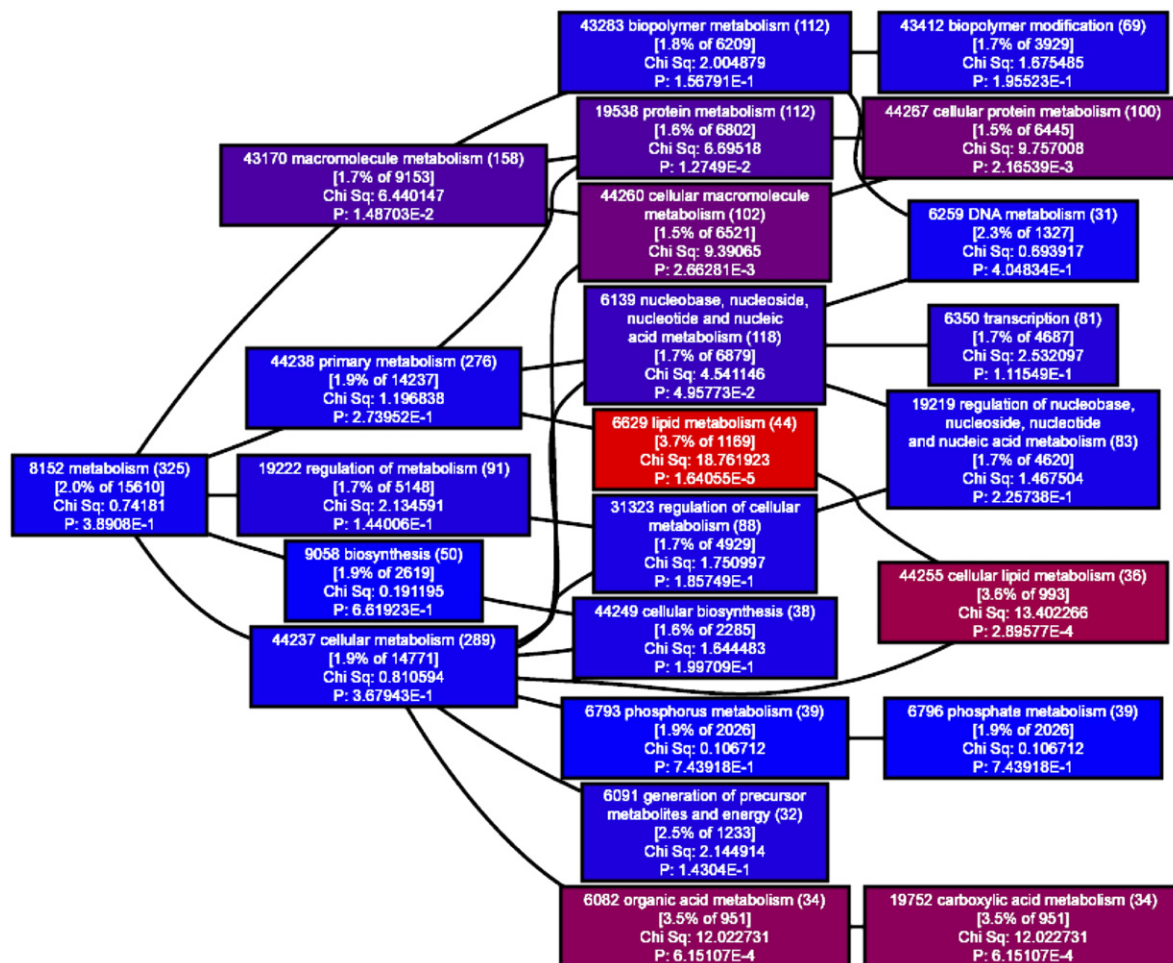 43283 biopolymer metabolism (112)
[1.8% of 6209]
Chi Sq: 2.004879
P: 1.56791E-1
43412 biopolymer modification (69)
[1.7% of 3929]
Chi Sq: 1.675485
P: 1.95523E-1
19538 protein metabolism (112)
[1.6% of 6802]
Chi Sq: 6.69518
P: 1.2749E-2
44267 cellular protein metabolism (100)
[1.5% of 6445]
Chi Sq: 9.757008
P: 2.16539E-3
43170 macromolecule metabolism (158)
[1.7% of 9153]
Chi Sq: 6.440147
P: 1.48703E-2
44260 cellular macromolecule
metabolism (102)
[1.5% of 6521]
Chi Sq: 9.39065
P: 2.66281E-3
6259 DNA metabolism (31)
[2.3% of 1327]
Chi Sq: 0.693917
P: 4.04834E-1
6139 nucleobase, nucleoside,
nucleotide and nucleic
acid metabolism (118)
[1.7% of 6879]
Chi Sq: 4.541146
P: 4.95773E-2
6350 transcription (81)
[1.7% of 4687]
Chi Sq: 2.532097
P: 1.11549E-1
44238 primary metabolism (276)
[1.9% of 14237]
Chi Sq: 1.196838
P: 2.73952E-1
19219 regulation of nucleobase,
nucleoside, nucleotide
and nucleic acid metabolism (83)
[1.7% of 4620]
Chi Sq: 1.467504
P: 2.25738E-1
6629 lipid metabolism (44)
[3.7% of 1169]
Chi Sq: 18.761923
P: 1.64055E-5
8152 metabolism (325)
[2.0% of 15610]
Chi Sq: 0.74181
P: 3.8908E-1
19222 regulation of metabolism (91)
[1.7% of 5148]
Chi Sq: 2.134591
P: 1.44006E-1
31323 regulation of cellular
metabolism (88)
[1.7% of 4929]
Chi Sq: 1.750997
P: 1.85749E-1
9058 biosynthesis (50)
[1.9% of 2619]
Chi Sq: 0.191195
P: 6.61923E-1
44255 cellular lipid metabolism (36)
[3.6% of 993]
Chi Sq: 13.402266
P: 2.89577E-4
44249 cellular biosynthesis (38)
[1.6% of 2285]
Chi Sq: 1.644483
P: 1.99709E-1
44237 cellular metabolism (289)
[1.9% of 14771]
Chi Sq: 0.810594
P: 3.67943E-1
6793 phosphorus metabolism (39)
[1.9% of 2026]
Chi Sq: 0.106712
P: 7.43918E-1
6796 phosphate metabolism (39)
[1.9% of 2026]
Chi Sq: 0.106712
P: 7.43918E-1
6091 generation of precursor
metabolites and energy (32)
[2.5% of 1233]
Chi Sq: 2.144914
P: 1.4304E-1
6082 organic acid metabolism (34)
[3.5% of 951]
Chi Sq: 12.022731
P: 6.15107E-4
19752 carboxylic acid metabolism (34)
[3.5% of 951]
Chi Sq: 12.022731
P: 6.15107E-4